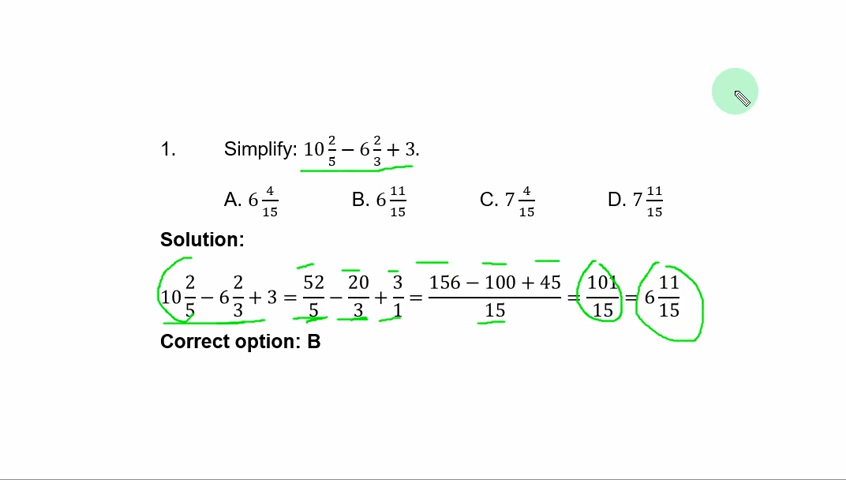 1. Simplify: 10 2/5 − 6 2/3 + 3.
A. 6 4/15 B. 6 11/15 C. 7 4/15 D. 7 11/15
Solution:
10 2/5 − 6 2/3 + 3 = 52/5 − 20/3 + 3/1 = (156 − 100 + 45)/15 = 101/15 = 6 11/15
Correct option: B